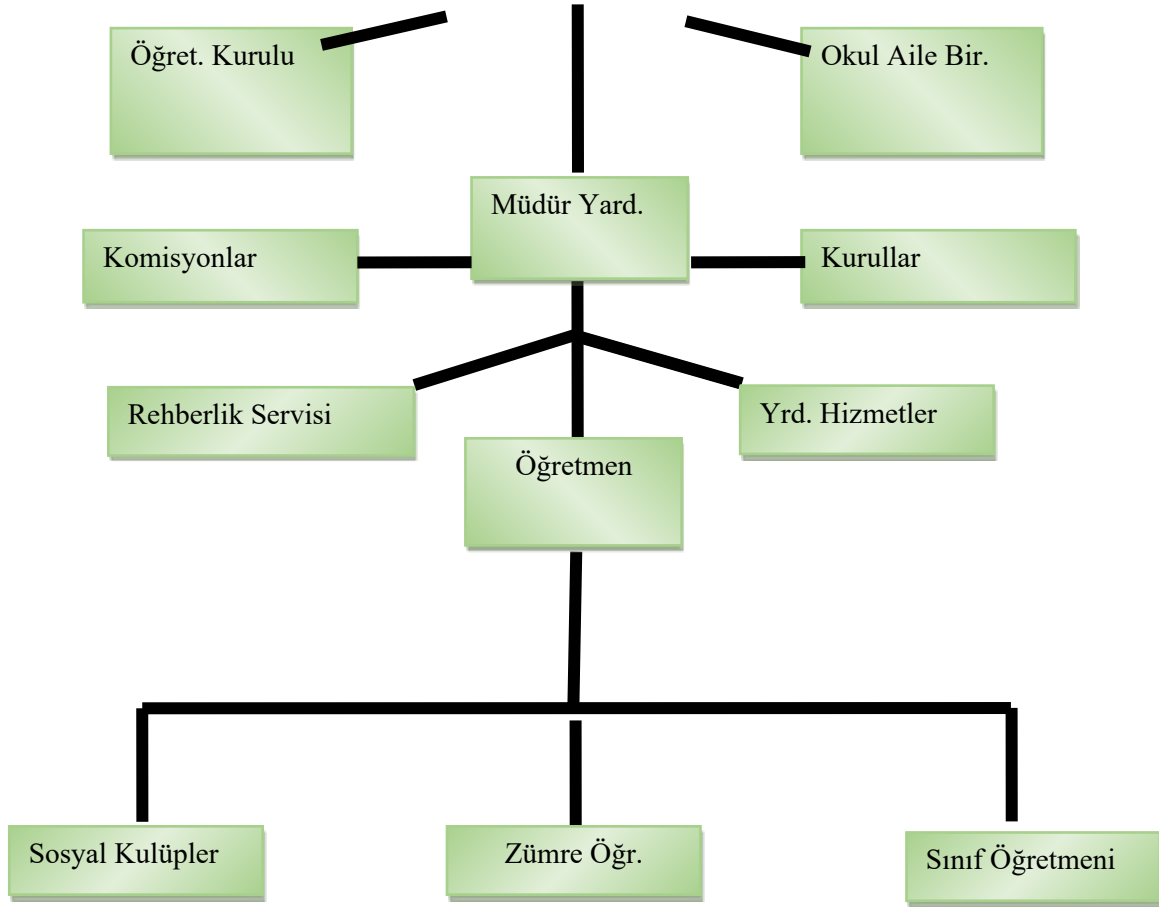 Öğret. Kurulu
Okul Aile Bir.
Müdür Yard.
Komisyonlar
Kurullar
Rehberlik Servisi
Yrd. Hizmetler
Öğretmen
Sosyal Kulüpler
Zümre Öğr.
Sınıf Öğretmeni